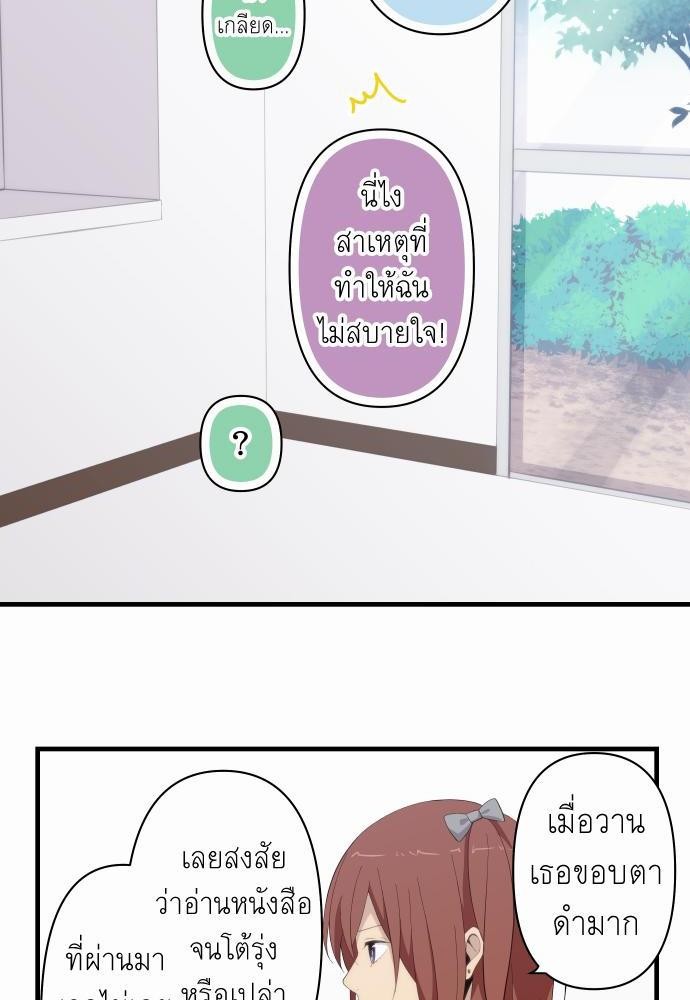 เกลียด...
นี่ไง
สาเหตุที่
ทำให้ฉัน
ไม่สบายใจ!
?
เมื่อวาน
เธอขอบตา
ดำมาก
เลยสงสัย
ว่าอ่านหนังสือ
จนโต้รุ่ง
หรือเปล่า
ที่ผ่านมา